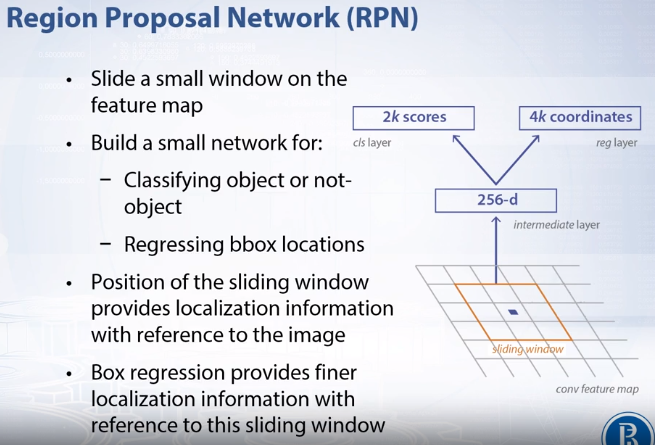 Region Proposal Network (RPN)
• Slide a small window on the
feature map
• Build a small network for:
– Classifying object or not-
object
– Regressing bbox locations
• Position of the sliding window
provides localization information
with reference to the image
• Box regression provides finer
localization information with
reference to this sliding window
2k scores
4k coordinates
cls layer
reg layer
256-d
intermediate layer
sliding window
conv feature map